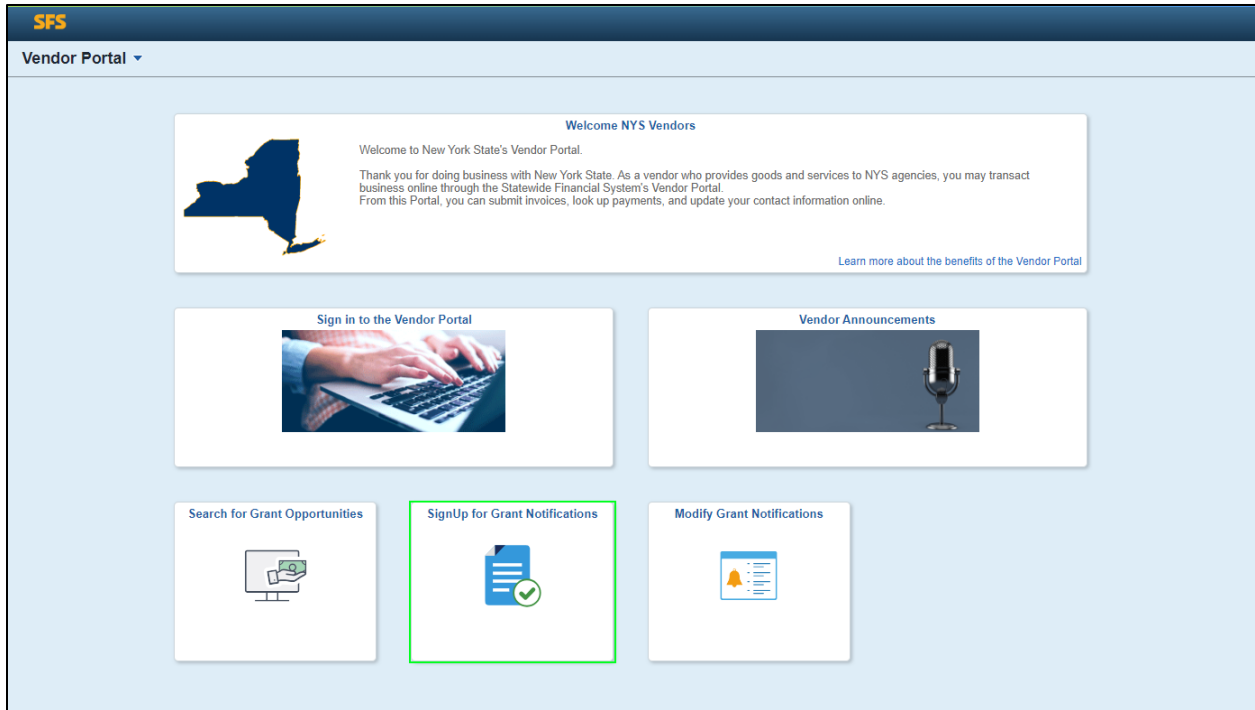 SFS
Vendor Portal
Welcome NYS Vendors
Welcome to New York State's Vendor Portal.
Thank you for doing business with New York State. As a vendor who provides goods and services to NYS agencies, you may transact
business online through the Statewide Financial System's Vendor Portal.
From this Portal, you can submit invoices, look up payments, and update your contact information online.
Learn more about the benefits of the Vendor Portal
Sign in to the Vendor Portal
Vendor Announcements
Search for Grant Opportunities
SignUp for Grant Notifications
Modify Grant Notifications